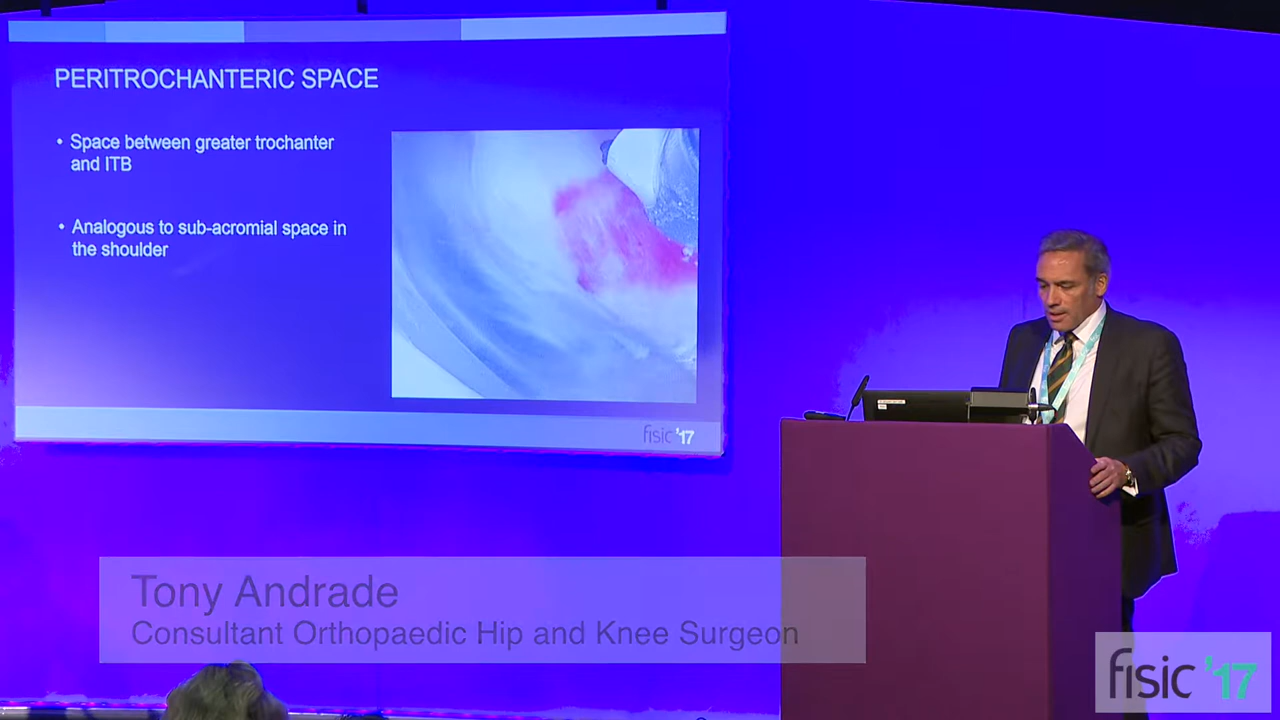 PERITROCHANTERIC SPACE
• Space between greater trochanter
and ITB
• Analogous to sub-acromial space in
the shoulder
fisic '17
Tony Andrade
Consultant Orthopaedic Hip and Knee Surgeon
fisic '17